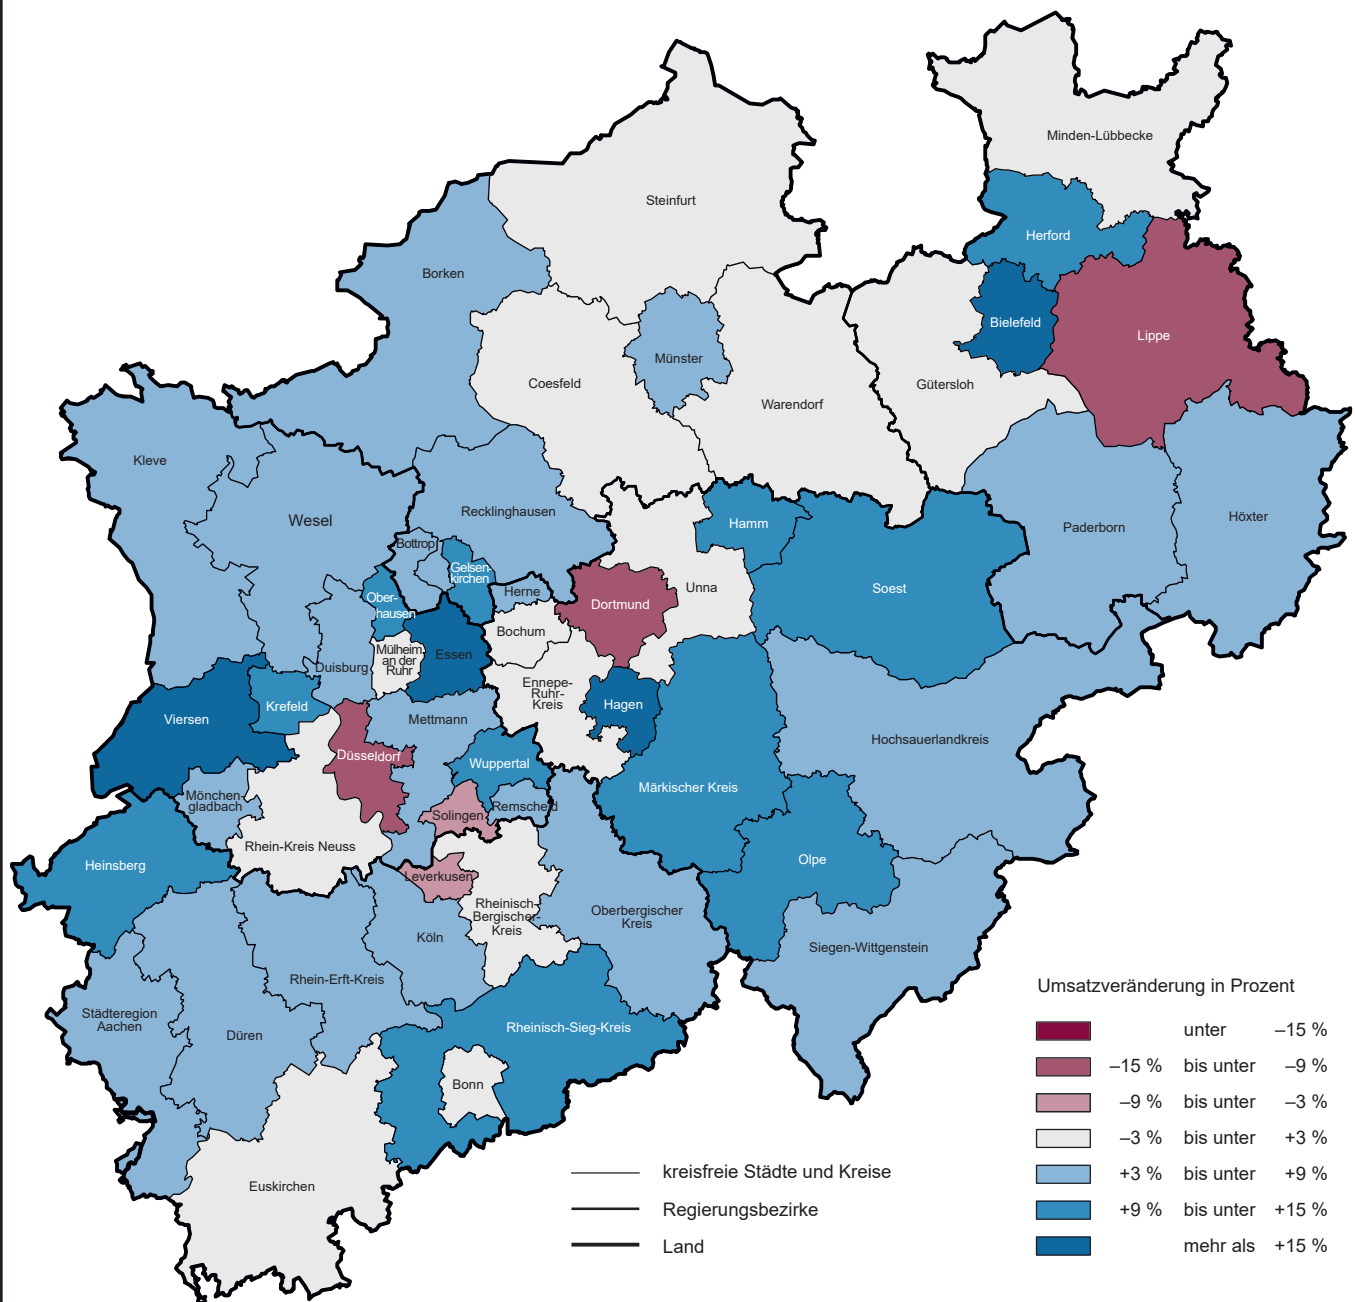 Minden-Lübbecke
Steinfurt
Herford
Borken
Bielefeld
Lippe
Münster
Coesfeld
Gütersloh
Warendorf
Kleve
Recklinghausen
Wesel
Höxter
Hamm
Paderborn
Bottrop
Gelsen-
kirchen
Unna
Soest
Herne
Ober-
hausen
Dortmund
Bochum
Mülheim
an der
Ruhr
Essen
Duisburg
Ennepe-
Ruhr-
Kreis
Hagen
Krefeld
Viersen
Mettmann
Hochsauerlandkreis
Düsseldorf
Wuppertal
Märkischer Kreis
Mönchen-
gladbach
Remscheid
Solingen
Rhein-Kreis Neuss
Olpe
Heinsberg
Leverkusen
Rheinisch-
Bergischer
Kreis
Oberbergischer
Kreis
Köln
Siegen-Wittgenstein
Rhein-Erft-Kreis
Städteregion
Aachen
Rheinisch-Sieg-Kreis
Düren
Bonn
Euskirchen
kreisfreie Städte und Kreise
Regierungsbezirke
Land
Umsatzveränderung in Prozent
unter –15 %
–15 % bis unter –9 %
–9 % bis unter –3 %
–3 % bis unter +3 %
+3 % bis unter +9 %
+9 % bis unter +15 %
mehr als +15 %